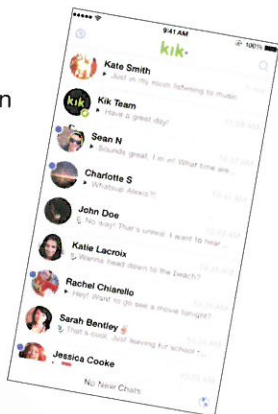 n
9:41 AM
100%
kik·
Kate Smith
Just in my room listening to music
Kik Team
Have a great day!
Sean N
Sounds great, I'm in! What time are...
Charlotte S
Whatsup Alexis?!
John Doe
No way! That's unreal. I want to hear...
Katie Lacroix
Wanna head down to the beach?
Rachel Chiarello
Hey! Want to go see a movie tonight?
Sarah Bentley
That's cool. Just leaving for school r...
Jessica Cooke
No New Chats